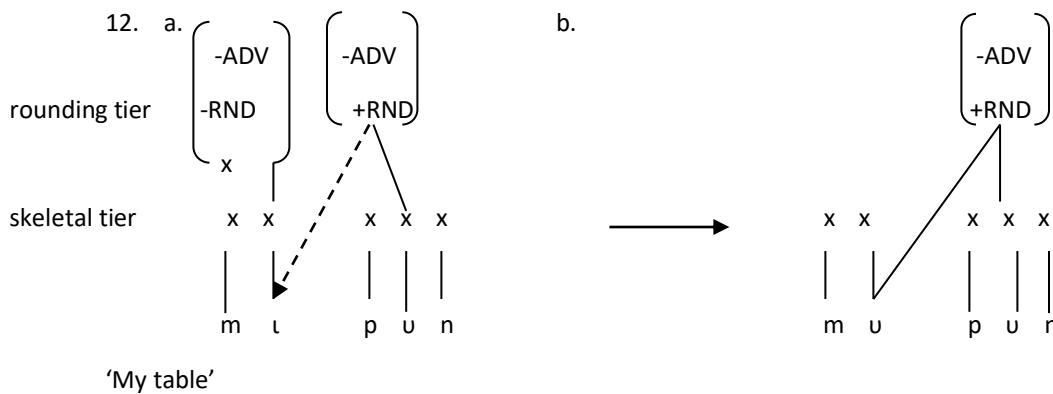 12. a. b.
-ADV -ADV -ADV
rounding tier -RND +RND +RND
x
skeletal tier x x x x x x x x x x
m ɩ p ʋ n m ʋ p ʋ n
‘My table’